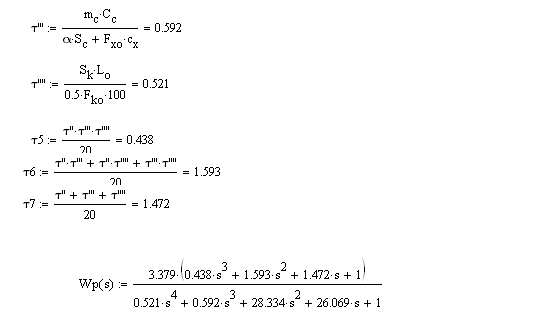 τ''' := (m_c·C_c)/(α·S_c + F_xo·c_x) = 0.592
τ'''' := (S_k·L_o)/(0.5·F_ko·100) = 0.521
τ5 := (τ''·τ'''·τ'''')/20 = 0.438
τ6 := (τ''·τ''' + τ''·τ'''' + τ'''·τ'''')/20 = 1.593
τ7 := (τ'' + τ''' + τ'''')/20 = 1.472
Wp(s) := (3.379·(0.438·s^3 + 1.593·s^2 + 1.472·s + 1))/(0.521·s^4 + 0.592·s^3 + 28.334·s^2 + 26.069·s + 1)